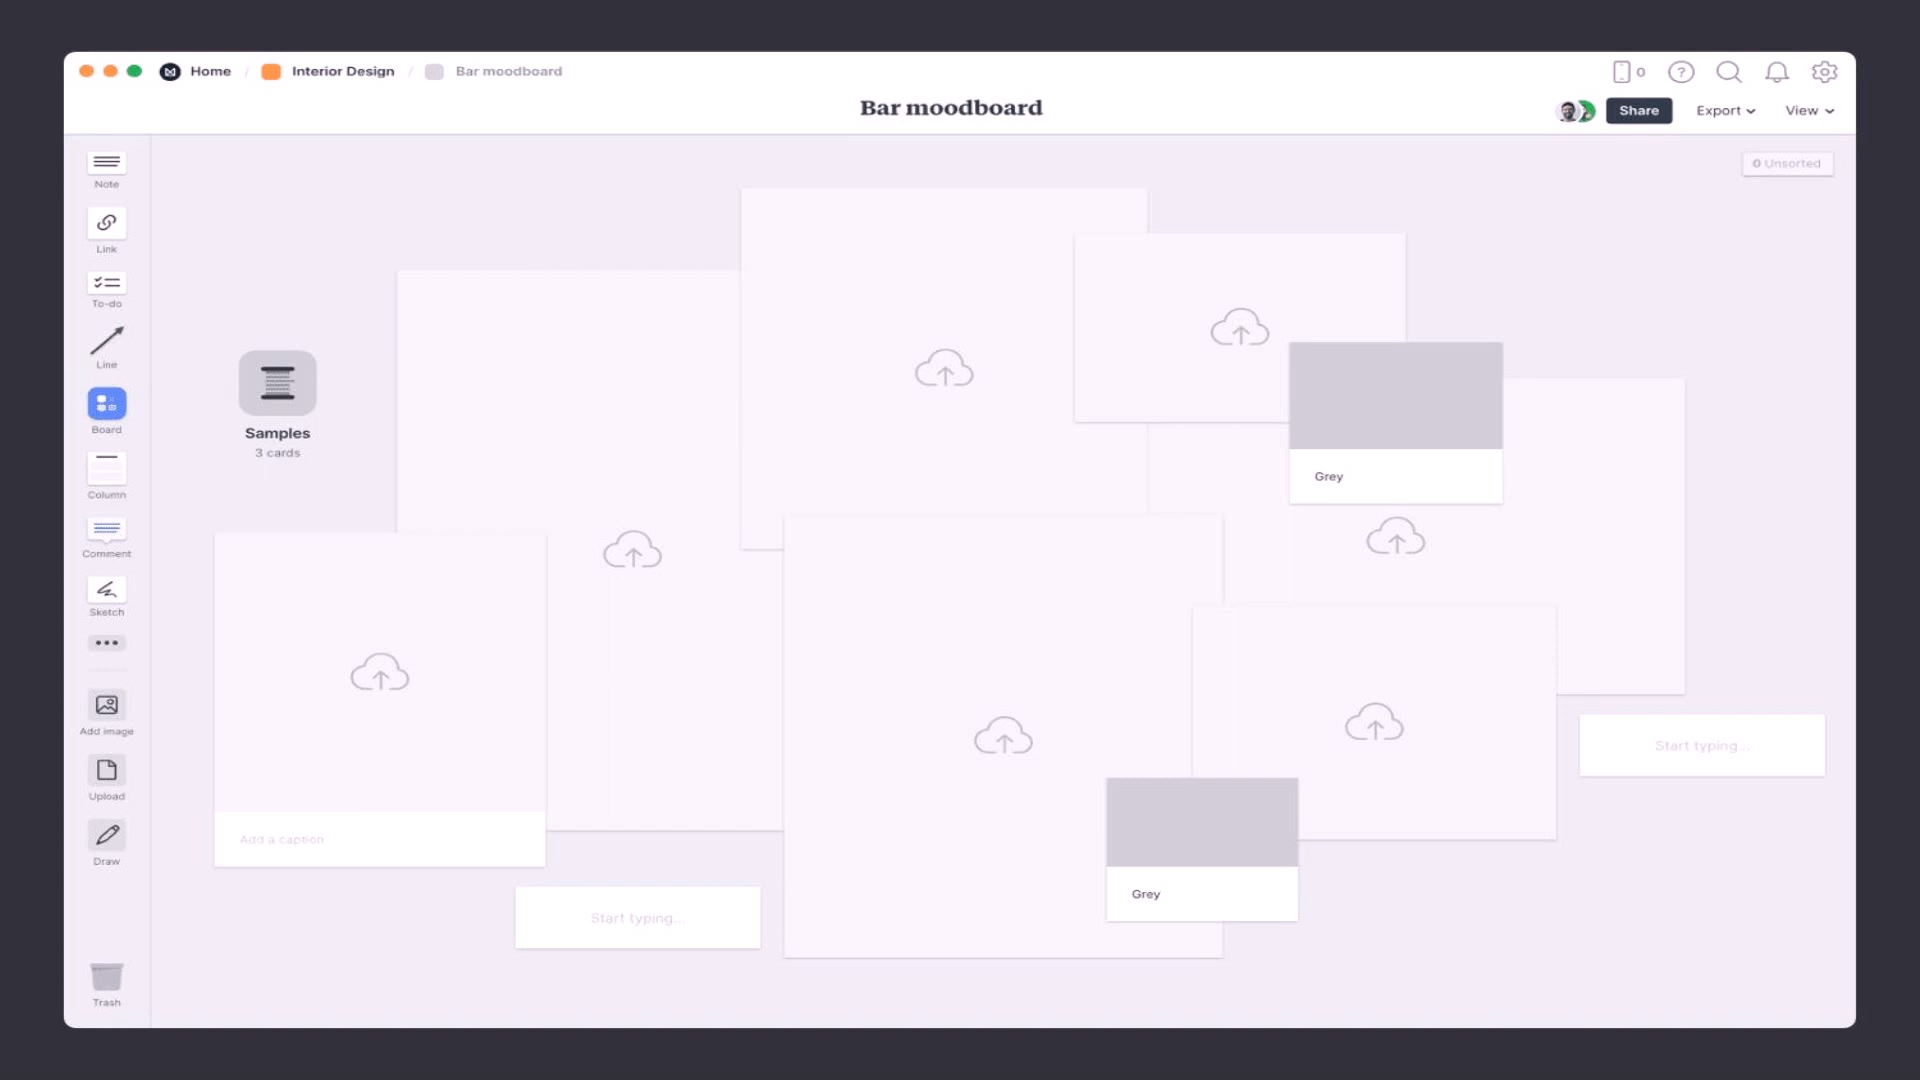 Home / Interior Design / Bar moodboard
0
?
Bar moodboard
Share
Export
View
0 Unsorted
Note
Link
To-do
Line
Board
Column
Comment
Sketch
Add image
Upload
Draw
Trash
Samples
3 cards
Grey
Start typing...
Add a caption
Grey
Start typing...